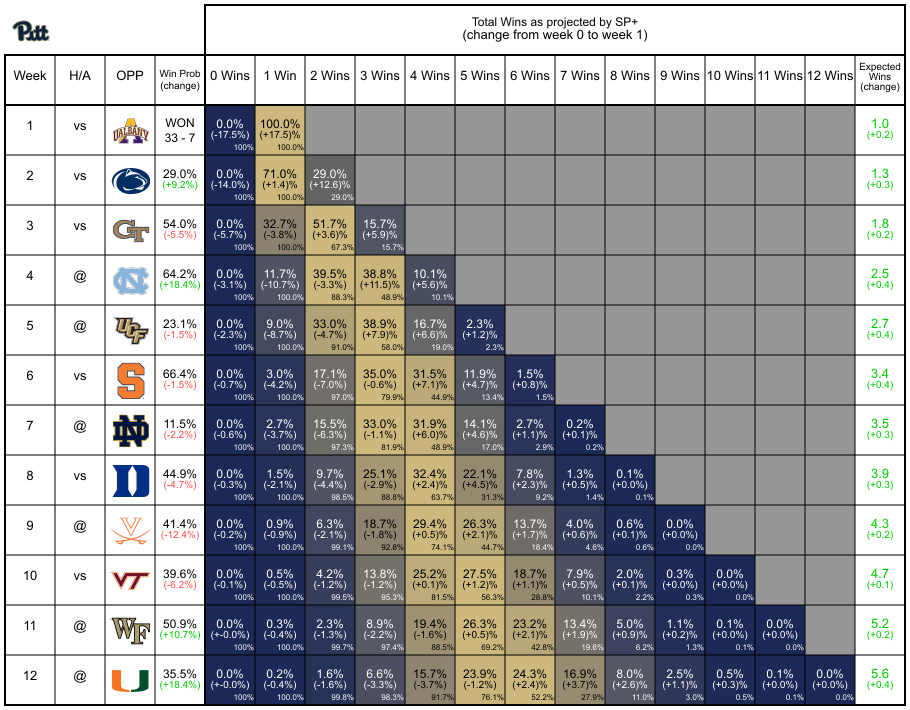 Pitt
Total Wins as projected by SP+
(change from week 0 to week 1)
Week H/A OPP Win Prob (change) 0 Wins 1 Win 2 Wins 3 Wins 4 Wins 5 Wins 6 Wins 7 Wins 8 Wins 9 Wins 10 Wins 11 Wins 12 Wins Expected Wins (change)
1 vs UALBANY WON 0.0% 100.0% 1.0
33 - 7 (-17.5%) (+17.5)% (+0.2)
100% 100.0%
2 vs 29.0% 0.0% 71.0% 29.0% 1.3
(+9.2%) (-14.0%) (+1.4)% (+12.6)% (+0.3)
100% 100.0% 29.0%
3 vs GT 54.0% 0.0% 32.7% 51.7% 15.7% 1.8
(-5.5%) (-5.7%) (-3.8%) (+3.6)% (+5.9)% (+0.2)
100% 100.0% 67.3% 15.7%
4 @ NC 64.2% 0.0% 11.7% 39.5% 38.8% 10.1% 2.5
(+18.4%) (-3.1%) (-10.7%) (-3.3%) (+11.5)% (+5.6)% (+0.4)
100% 100.0% 88.3% 48.9% 10.1%
5 @ UCF 23.1% 0.0% 9.0% 33.0% 38.9% 16.7% 2.3% 2.7
(-1.5%) (-2.3%) (-8.7%) (-4.7%) (+7.9)% (+6.6)% (+1.2)% (+0.4)
100% 100.0% 91.0% 58.0% 19.0% 2.3%
6 vs S 66.4% 0.0% 3.0% 17.1% 35.0% 31.5% 11.9% 1.5% 3.4
(-1.5%) (-0.7%) (-4.2%) (-7.0%) (-0.6%) (+7.1)% (+4.7)% (+0.8)% (+0.4)
100% 100.0% 97.0% 79.9% 44.9% 13.4% 1.5%
7 @ ND 11.5% 0.0% 2.7% 15.5% 33.0% 31.9% 14.1% 2.7% 0.2% 3.5
(-2.2%) (-0.6%) (-3.7%) (-6.3%) (-1.1%) (+6.0)% (+4.6)% (+1.1)% (+0.1)% (+0.3)
100% 100.0% 97.3% 81.9% 48.9% 17.0% 2.9% 0.2%
8 vs D 44.9% 0.0% 1.5% 9.7% 25.1% 32.4% 22.1% 7.8% 1.3% 0.1% 3.9
(-4.7%) (-0.3%) (-2.1%) (-4.4%) (-2.9%) (+2.4)% (+4.5)% (+2.3)% (+0.5)% (+0.0)% (+0.3)
100% 100.0% 98.5% 88.8% 63.7% 31.3% 9.2% 1.4% 0.1%
9 @ V 41.4% 0.0% 0.9% 6.3% 18.7% 29.4% 26.3% 13.7% 4.0% 0.6% 0.0% 4.3
(-12.4%) (-0.2%) (-0.9%) (-2.1%) (-1.8%) (+0.5)% (+2.1)% (+1.7)% (+0.6)% (+0.1)% (+0.0)% (+0.2)
100% 100.0% 99.1% 92.8% 74.1% 44.7% 18.4% 4.6% 0.6% 0.0%
10 vs VT 39.6% 0.0% 0.5% 4.2% 13.8% 25.2% 27.5% 18.7% 7.9% 2.0% 0.3% 0.0% 4.7
(-6.2%) (-0.1%) (-0.5%) (-1.2%) (-1.2%) (+0.1)% (+1.2)% (+1.1)% (+0.5)% (+0.1)% (+0.0)% (+0.0)% (+0.1)
100% 100.0% 99.5% 95.3% 81.5% 56.3% 28.8% 10.1% 2.2% 0.3% 0.0%
11 @ WF 50.9% 0.0% 0.3% 2.3% 8.9% 19.4% 26.3% 23.2% 13.4% 5.0% 1.1% 0.1% 0.0% 5.2
(+10.7%) (+-0.0%) (-0.4%) (-1.3%) (-2.2%) (-1.6%) (+0.5)% (+2.1)% (+1.9)% (+0.9)% (+0.2)% (+0.0)% (+0.0)% (+0.2)
100% 100.0% 99.7% 97.4% 88.5% 69.2% 42.8% 19.6% 6.2% 1.3% 0.1% 0.0%
12 @ U 35.5% 0.0% 0.2% 1.6% 6.6% 15.7% 23.9% 24.3% 16.9% 8.0% 2.5% 0.5% 0.1% 0.0% 5.6
(+18.4%) (+-0.0%) (-0.4%) (-1.6%) (-3.3%) (-3.7%) (-1.2%) (+2.4)% (+3.7)% (+2.6)% (+1.1)% (+0.3)% (+0.0)% (+0.0)% (+0.4)
100% 100.0% 99.8% 98.3% 91.7% 76.1% 52.2% 27.9% 11.0% 3.0% 0.5% 0.1% 0.0%